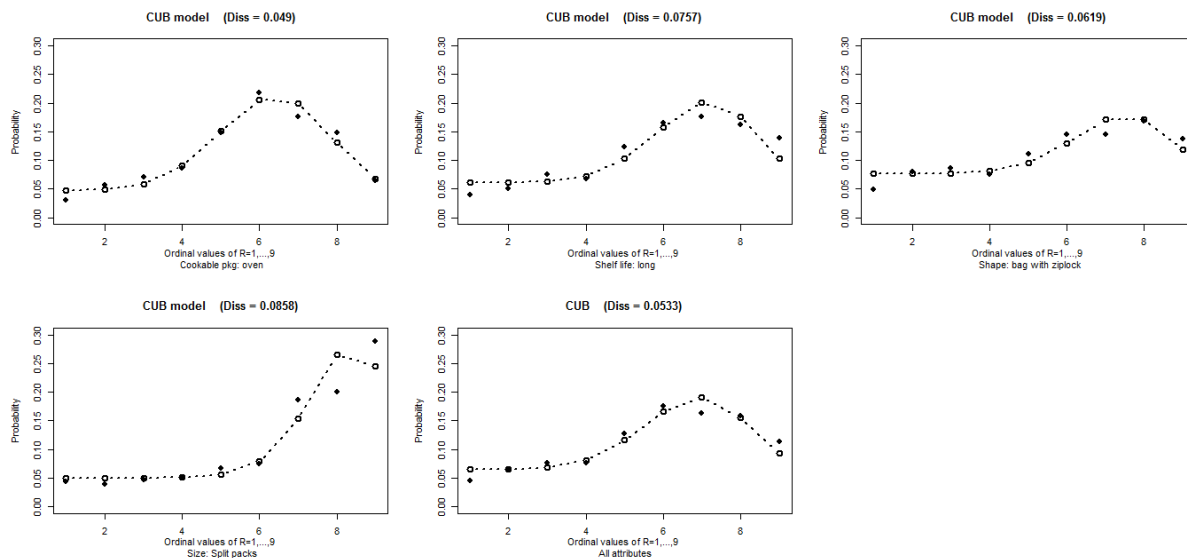 CUB model (Diss = 0.049)
Probability
0.30
0.25
0.20
0.15
0.10
0.05
0.00
2 4 6 8
Ordinal values of R=1,...,9
Cookable pkg: oven
CUB model (Diss = 0.0757)
Probability
0.30
0.25
0.20
0.15
0.10
0.05
0.00
2 4 6 8
Ordinal values of R=1,...,9
Shelf life: long
CUB model (Diss = 0.0619)
Probability
0.30
0.25
0.20
0.15
0.10
0.05
0.00
2 4 6 8
Ordinal values of R=1,...,9
Shape: bag with ziplock
CUB model (Diss = 0.0858)
Probability
0.30
0.25
0.20
0.15
0.10
0.05
0.00
2 4 6 8
Ordinal values of R=1,...,9
Size: Split packs
CUB (Diss = 0.0533)
Probability
0.30
0.25
0.20
0.15
0.10
0.05
0.00
2 4 6 8
Ordinal values of R=1,...,9
All attributes